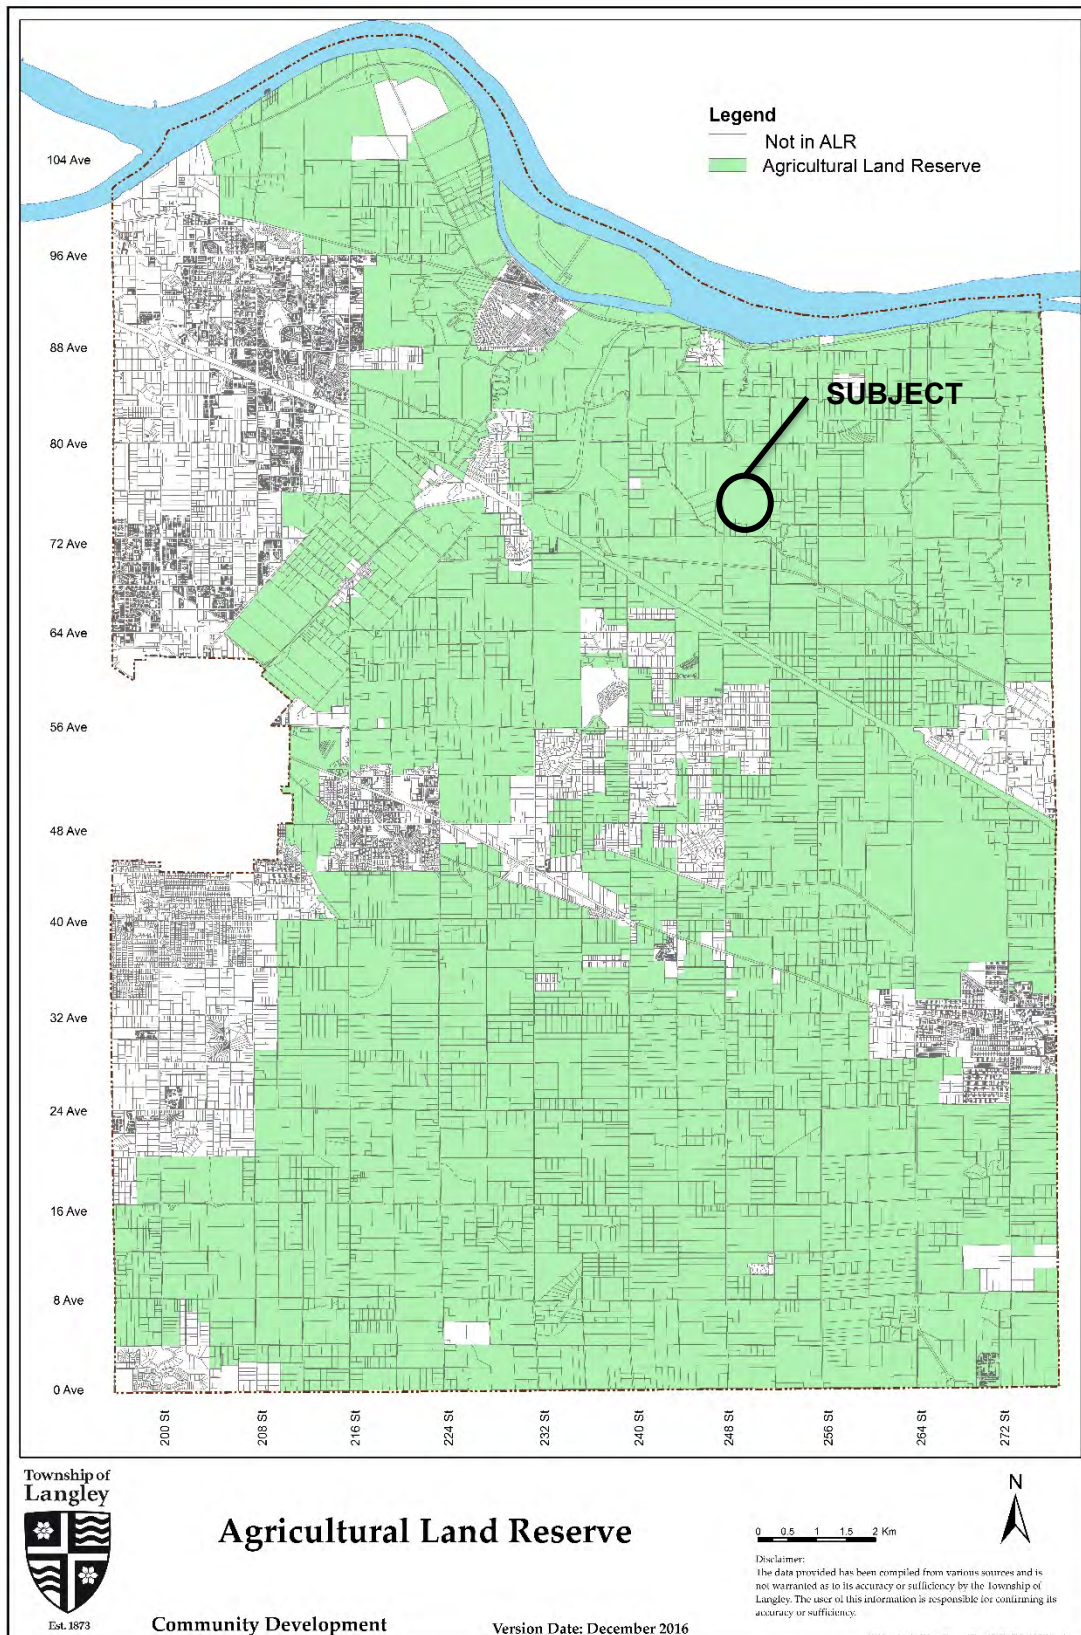 Legend
Not in ALR
Agricultural Land Reserve
104 Ave
96 Ave
88 Ave
SUBJECT
80 Ave
72 Ave
64 Ave
56 Ave
48 Ave
40 Ave
32 Ave
24 Ave
16 Ave
8 Ave
0 Ave
200 St
208 St
216 St
224 St
232 St
240 St
248 St
256 St
264 St
272 St
Township of
Langley
Est. 1873
Agricultural Land Reserve
Community Development
Version Date: December 2016
0 0.5 1 1.5 2 Km
N
Disclaimer:
The data provided has been compiled from various sources and is
not warranted as to its accuracy or sufficiency by the Township of
Langley. The user of this information is responsible for confirming its
accuracy or sufficiency.